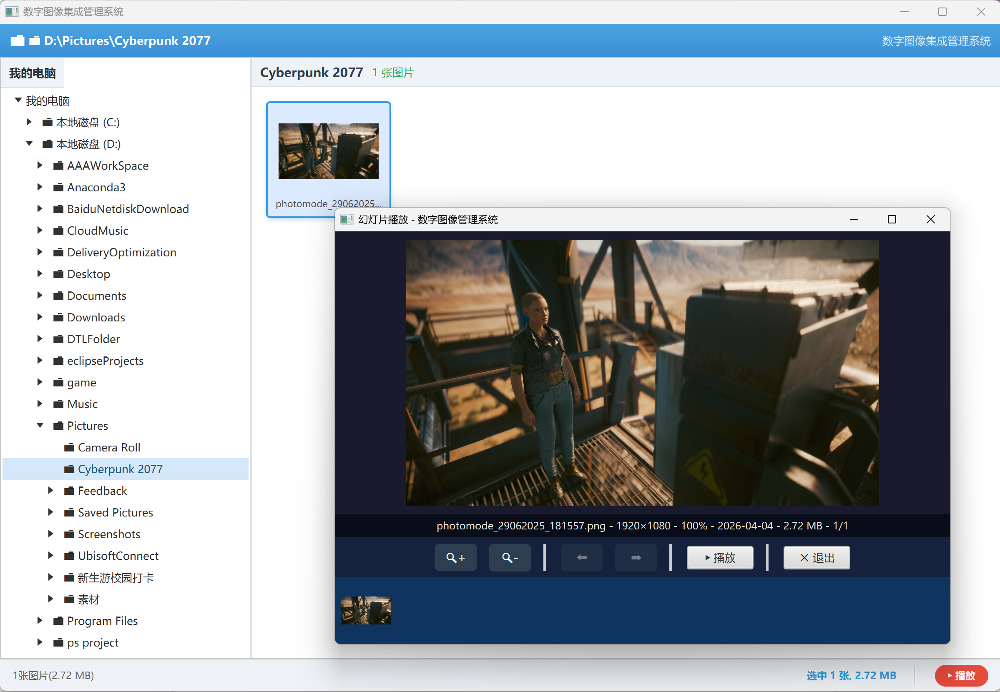 数字图像集成管理系统
D:\Pictures\Cyberpunk 2077
数字图像集成管理系统
我的电脑
我的电脑
本地磁盘 (C:)
本地磁盘 (D:)
AAAWorkSpace
Anaconda3
BaiduNetdiskDownload
CloudMusic
DeliveryOptimization
Desktop
Documents
Downloads
DTLFolder
eclipseProjects
game
Music
Pictures
Camera Roll
Cyberpunk 2077
Feedback
Saved Pictures
Screenshots
UbisoftConnect
新生游校园打卡
素材
Program Files
ps project
Cyberpunk 2077 1 张图片
photomode_29062025...
幻灯片播放 - 数字图像管理系统
photomode_29062025_181557.png - 1920×1080 - 100% - 2026-04-04 - 2.72 MB - 1/1
+
-
播放
退出
1张图片(2.72 MB)
选中 1 张, 2.72 MB
播放